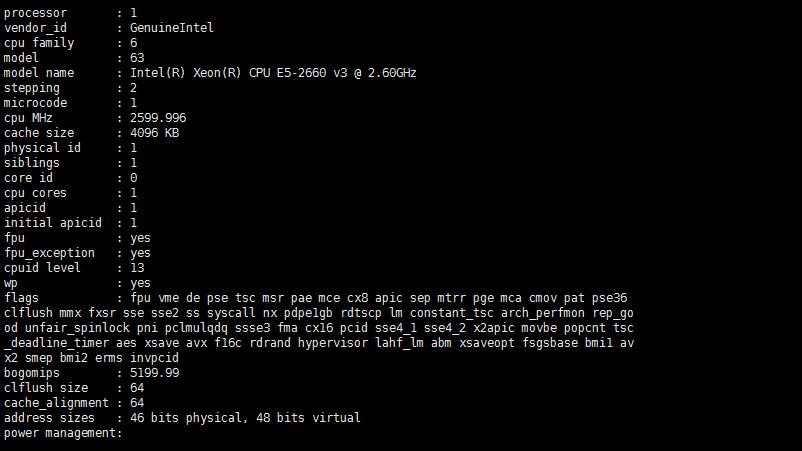 processor       : 1
vendor_id       : GenuineIntel
cpu family      : 6
model           : 63
model name      : Intel(R) Xeon(R) CPU E5-2660 v3 @ 2.60GHz
stepping        : 2
microcode       : 1
cpu MHz         : 2599.996
cache size      : 4096 KB
physical id     : 1
siblings        : 1
core id         : 0
cpu cores       : 1
apicid          : 1
initial apicid  : 1
fpu             : yes
fpu_exception   : yes
cpuid level     : 13
wp              : yes
flags           : fpu vme de pse tsc msr pae mce cx8 apic sep mtrr pge mca cmov pat pse36
clflush mmx fxsr sse sse2 ss syscall nx pdpe1gb rdtscp lm constant_tsc arch_perfmon rep_go
od unfair_spinlock pni pclmulqdq ssse3 fma cx16 pcid sse4_1 sse4_2 x2apic movbe popcnt tsc
_deadline_timer aes xsave avx f16c rdrand hypervisor lahf_lm abm xsaveopt fsgsbase bmi1 av
x2 smep bmi2 erms invpcid
bogomips        : 5199.99
clflush size    : 64
cache_alignment : 64
address sizes   : 46 bits physical, 48 bits virtual
power management: